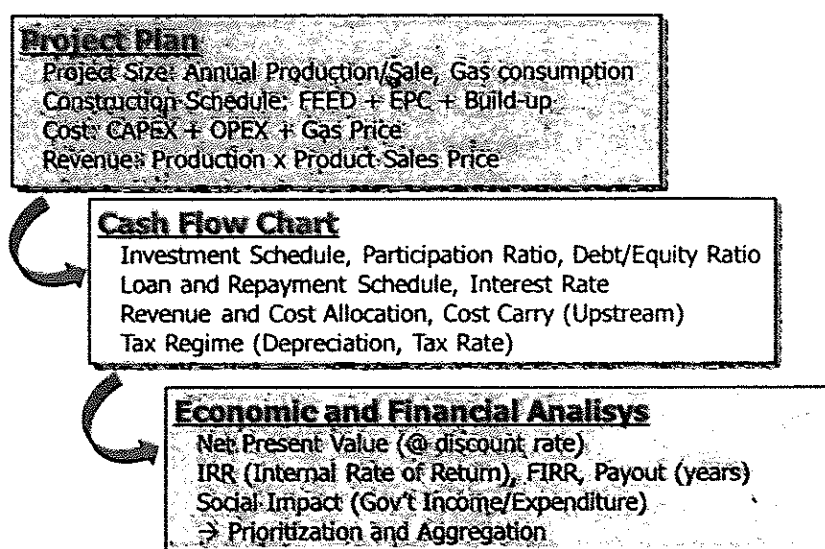 Project Plan
Project Size: Annual Production/Sale, Gas consumption
Construction Schedule: FEED + EPC + Build-up
Cost: CAPEX + OPEX + Gas Price
Revenue: Production x Product Sales Price
Cash Flow Chart
Investment Schedule, Participation Ratio, Debt/Equity Ratio
Loan and Repayment Schedule, Interest Rate
Revenue and Cost Allocation, Cost Carry (Upstream)
Tax Regime (Depreciation, Tax Rate)
Economic and Financial Analisys
Net Present Value (@ discount rate)
IRR (Internal Rate of Return), FIRR, Payout (years)
Social Impact (Gov't Income/Expenditure)
→ Prioritization and Aggregation